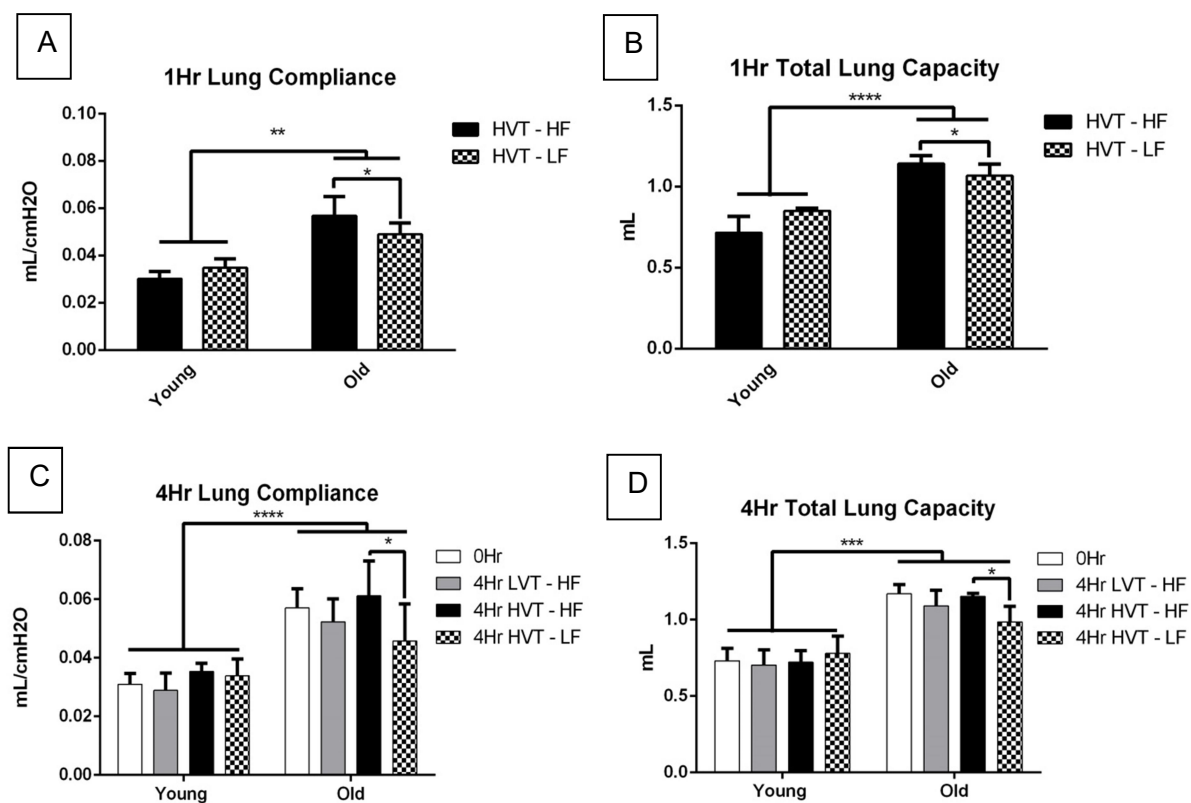 A
1Hr Lung Compliance
**
*
HVT - HF
HVT - LF
mL/cmH2O
0.10
0.08
0.06
0.04
0.02
0.00
Young
Old
B
1Hr Total Lung Capacity
****
*
HVT - HF
HVT - LF
mL
1.5
1.0
0.5
0.0
Young
Old
C
4Hr Lung Compliance
****
*
0Hr
4Hr LVT - HF
4Hr HVT - HF
4Hr HVT - LF
mL/cmH2O
0.08
0.06
0.04
0.02
0.00
Young
Old
D
4Hr Total Lung Capacity
***
*
0Hr
4Hr LVT - HF
4Hr HVT - HF
4Hr HVT - LF
mL
1.5
1.0
0.5
0.0
Young
Old